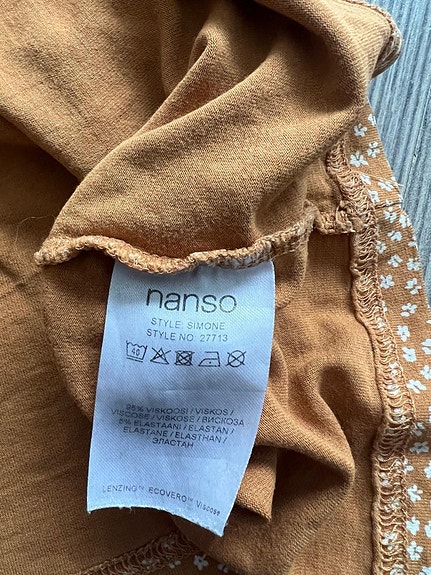 nanso
STYLE: SIMONE
STYLE NO: 27713
40
95% VISKOOSI / VISKOS /
VISCOSE / VISKOSE / ВИСКОЗА
5% ELASTAANI / ELASTAN /
ELASTANE / ELASTHAN /
ЭЛАСТАН
LENZING™ ECOVERO™ Viscose